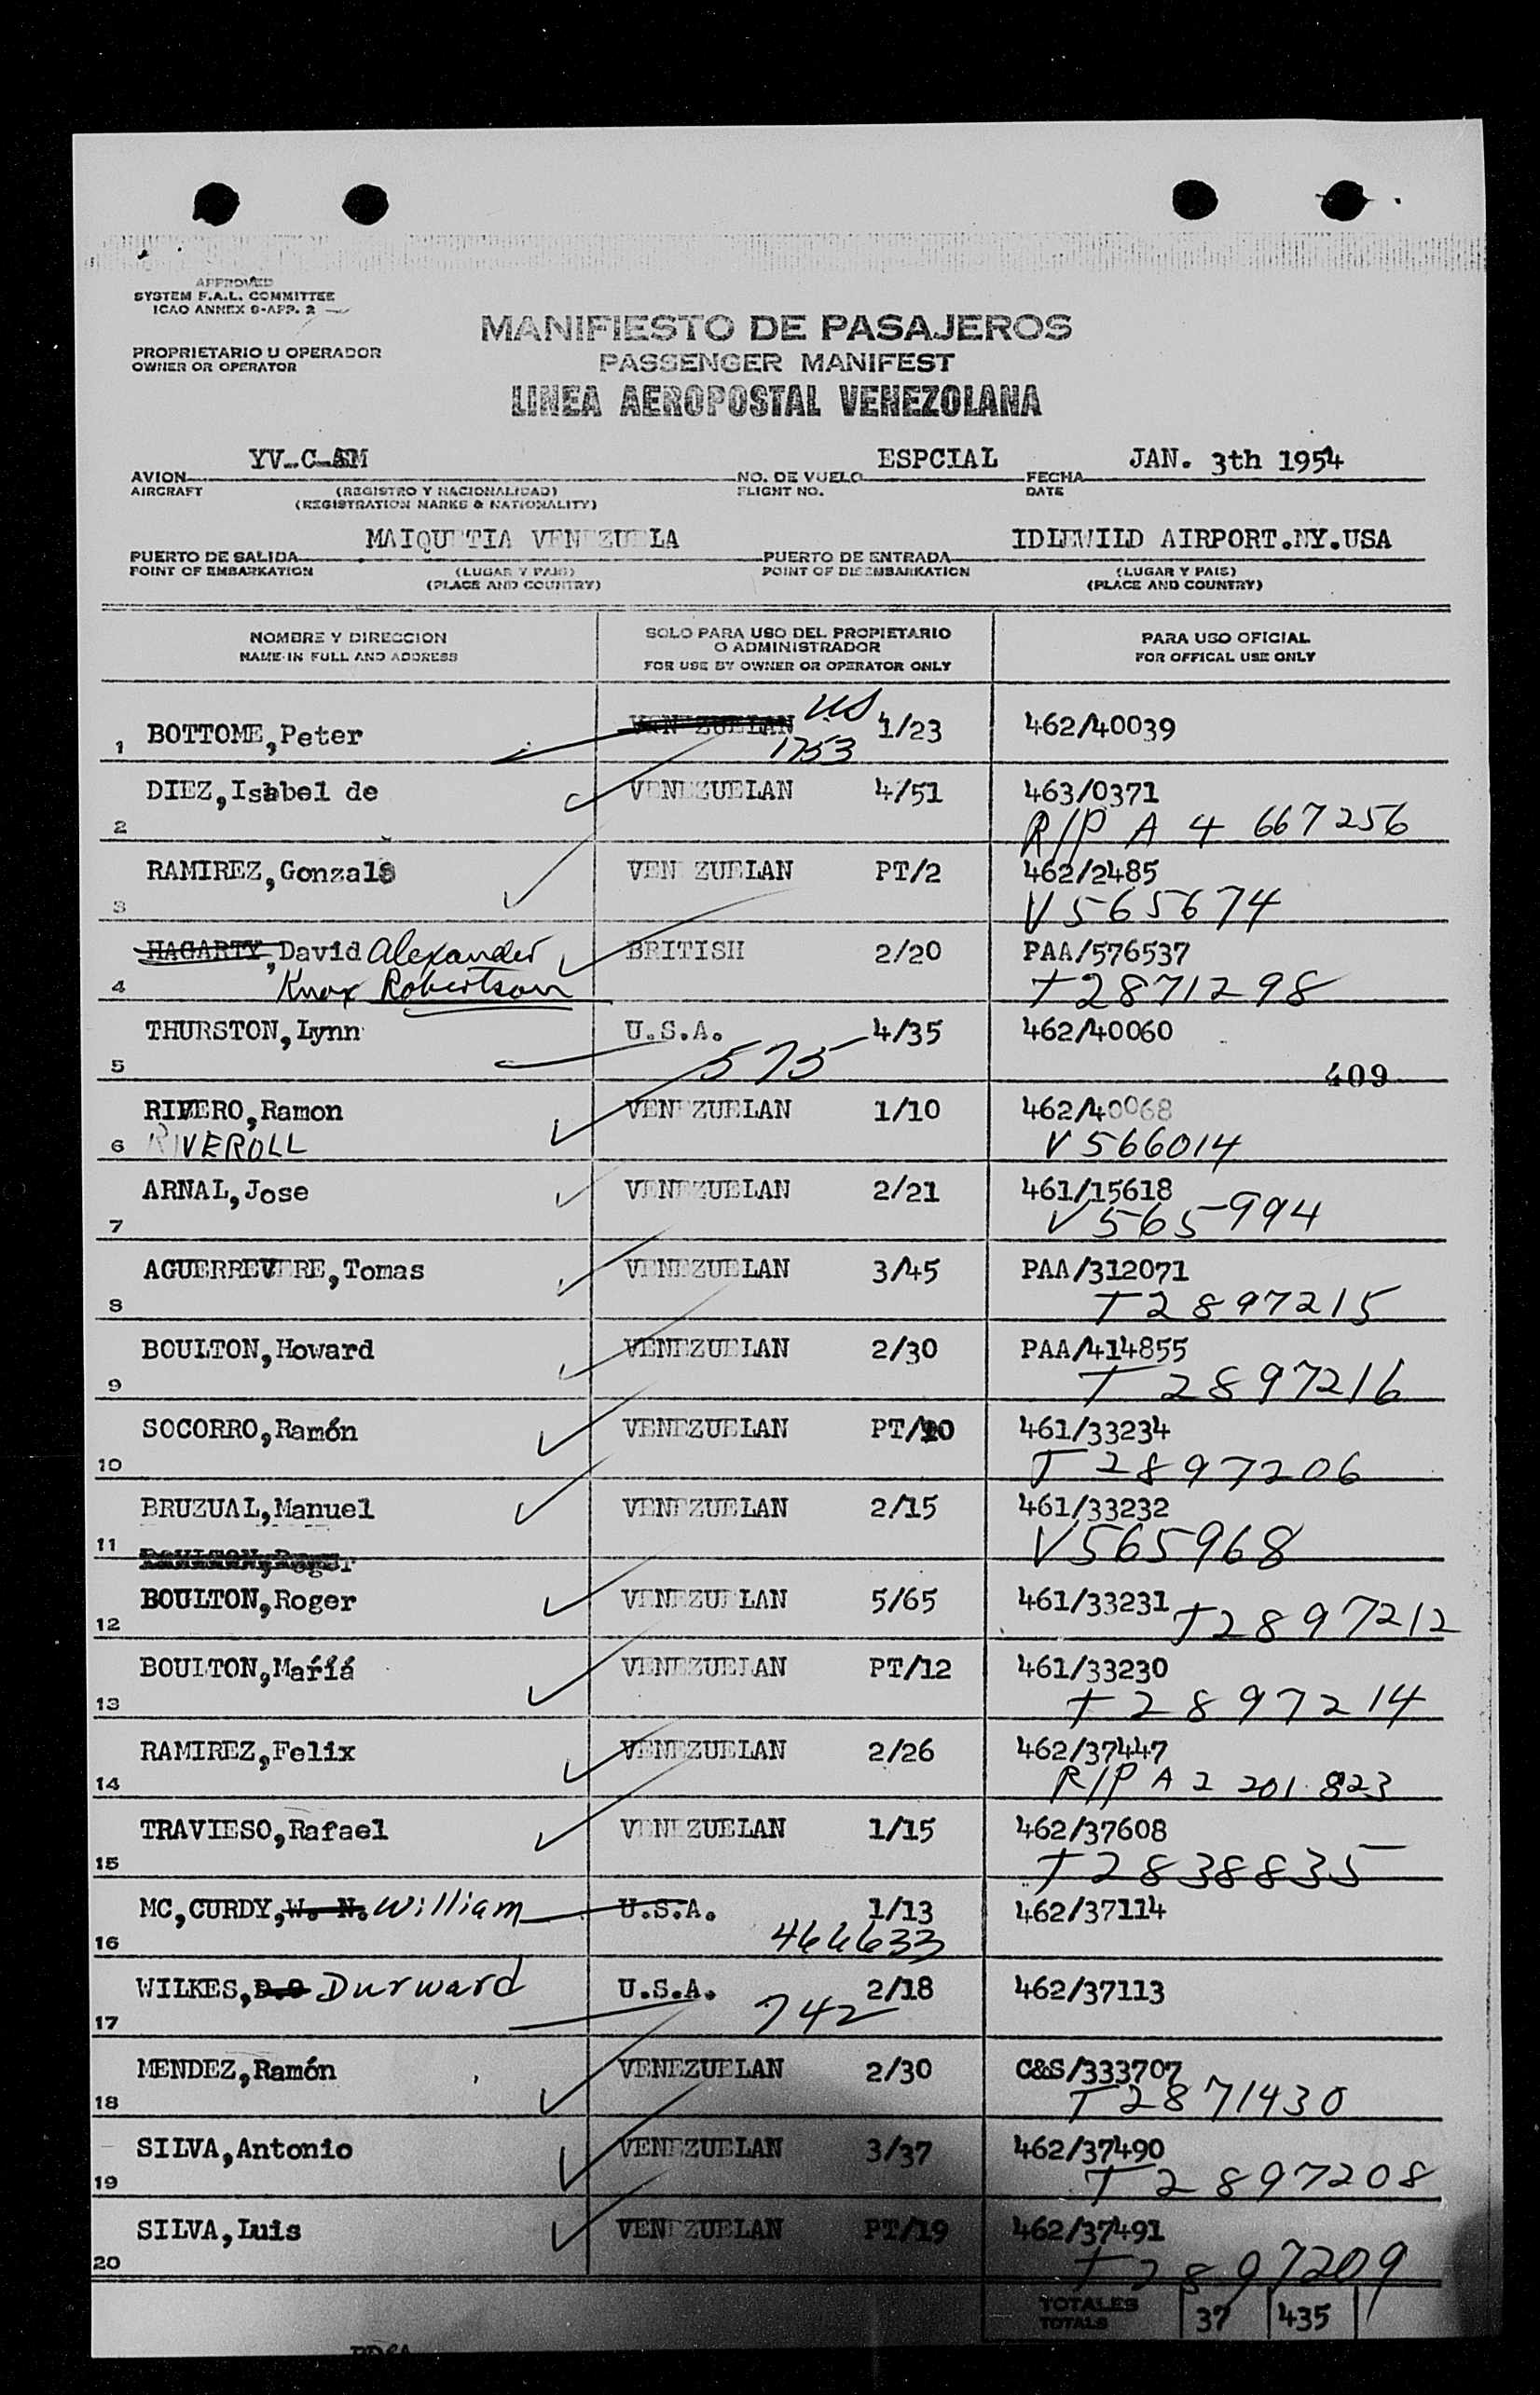 APPROVED
SYSTEM F.A.L. COMMITTEE
ICAO ANNEX 9-APP. 2
MANIFIESTO DE PASAJEROS
PROPRIETARIO U OPERADOR
OWNER OR OPERATOR
PASSENGER MANIFEST
LINEA AEROPOSTAL VENEZOLANA
YV-C- ESPCIAL JAN. 3th 1954
AVION NO. DE VUELO FECHA
AIRCRAFT (REGISTRO Y NACIONALIDAD) FLIGHT NO. DATE
(REGISTRATION MARKS & NATIONALITY)
MAIQUETIA VENEZUELA IDLEWILD AIRPORT.NY.USA
PUERTO DE SALIDA PUERTO DE ENTRADA
POINT OF EMBARKATION (LUGAR Y PAIS) POINT OF DISEMBARKATION (LUGAR Y PAIS)
(PLACE AND COUNTRY) (PLACE AND COUNTRY)
NOMBRE Y DIRECCION SOLO PARA USO DEL PROPIETARIO PARA USO OFICIAL
O ADMINISTRADOR
NAME IN FULL AND ADDRESS FOR USE BY OWNER OR OPERATOR ONLY FOR OFFICAL USE ONLY
1 BOTTOME,Peter VENEZUELAN US 1/23 462/40039
1753
DIEZ,Isabel de VENEZUELAN 4/51 463/0371
2 R/P A 4 667256
RAMIREZ,Gonzalo VENEZUELAN PT/2 462/2485
3 V 565674
HAGARTY,David Alexander BRITISH 2/20 PAA/576537
4 Knox Robertson T2871298
THURSTON,Lynn U.S.A. 4/35 462/40060
5 575 409
RIVERO,Ramon VENEZUELAN 1/10 462/40068
6 RIVEROLL V 566014
ARNAL,Jose VENEZUELAN 2/21 461/15618
7 V 565994
AGUERREVERE,Tomas VENEZUELAN 3/45 PAA/312071
8 T2897215
BOULTON,Howard VENEZUELAN 2/30 PAA/414855
9 T 2897216
SOCORRO,Ramón VENEZUELAN 461/33234
10 T 2897206
BRUZUAL,Manuel VENEZUELAN 2/15 461/33232
11 BOULTON,Roger V565968
12 BOULTON,Roger VENEZUELAN 5/65 461/33231 T2897212
BOULTON,María VENEZUELAN PT/12 461/33230
13 T 2897214
RAMIREZ,Felix VENEZUELAN 2/26 462/37447
14 R/P A 2 201 823
TRAVIESO,Rafael VENEZUELAN 1/15 462/37608
15 T2838835
MC,CURDY,W. N. William U.S.A. 1/13 462/37114
16 466633
WILKES, Durward U.S.A. 2/18 462/37113
17 742
MENDEZ,Ramón VENEZUELAN 2/30 C&S/333707
18 T2871430
SILVA,Antonio VENEZUELAN 3/37 462/37490
19 T2897208
SILVA,Luis VENEZUELAN PT/19 462/37491
20 T2897209
TOTALES
TOTALS 37 435